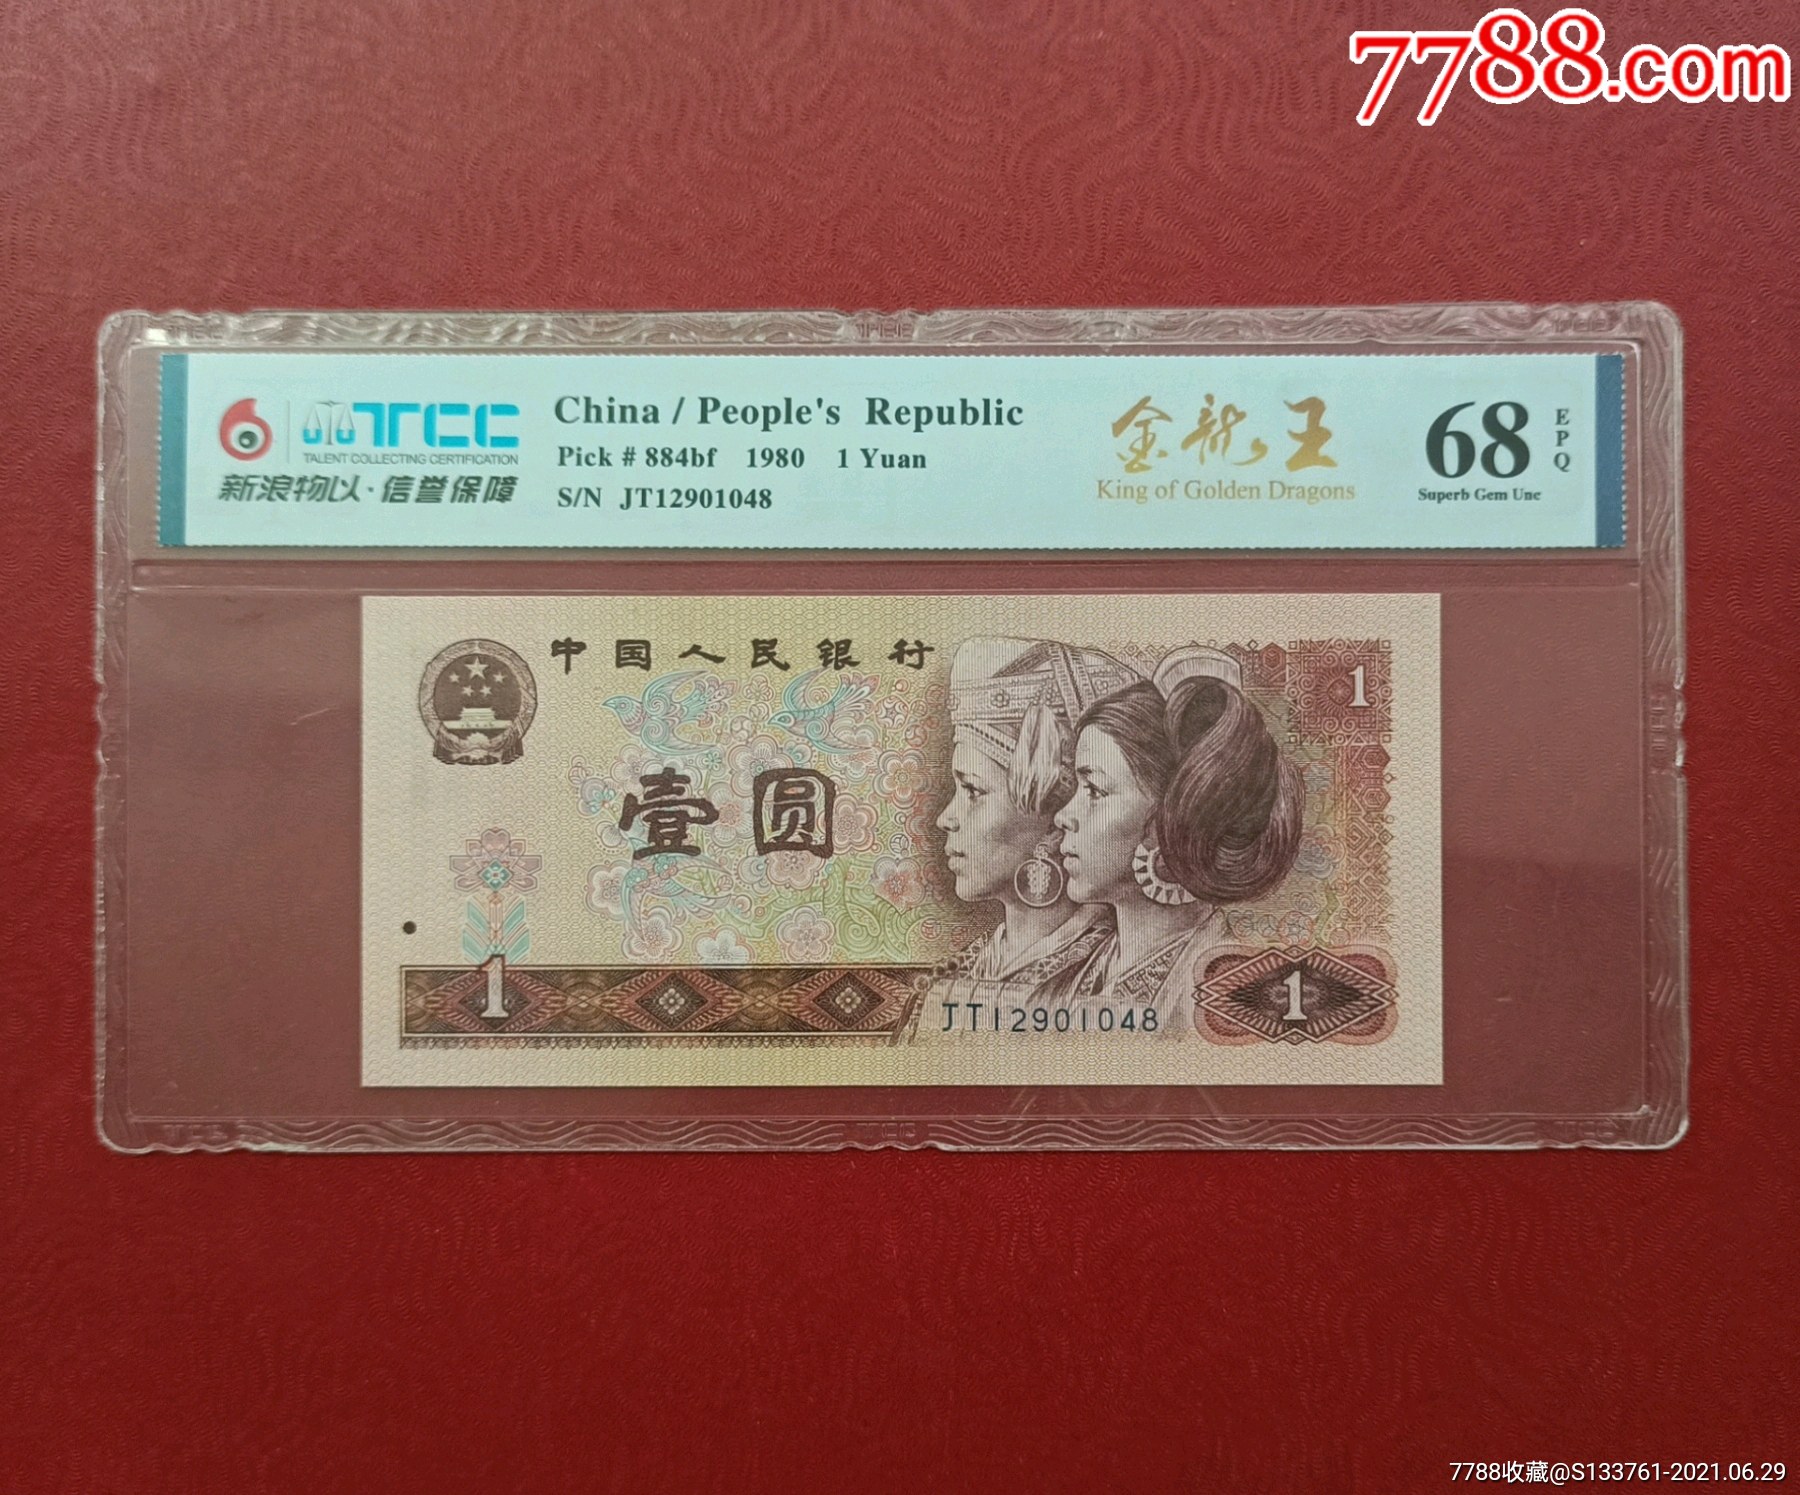 7788.com
TCC
TALENT COLLECTING CERTIFICATION
新浪物以·信誉保障
China / People's Republic
Pick # 884bf 1980 1 Yuan
S/N JT12901048
金龙王
King of Golden Dragons
68
EPQ
Superb Gem Unc
中国人民银行
1
壹圆
1
JT12901048
1
7788收藏@S133761-2021.06.29